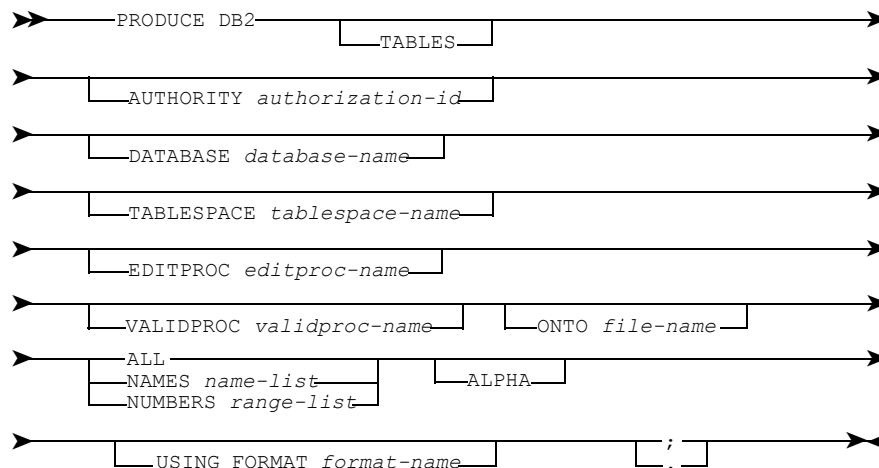 PRODUCE DB2
TABLES
AUTHORITY authorization-id
DATABASE database-name
TABLESPACE tablespace-name
EDITPROC editproc-name
VALIDPROC validproc-name ONTO file-name
ALL
NAMES name-list ALPHA
NUMBERS range-list
;
USING FORMAT format-name .